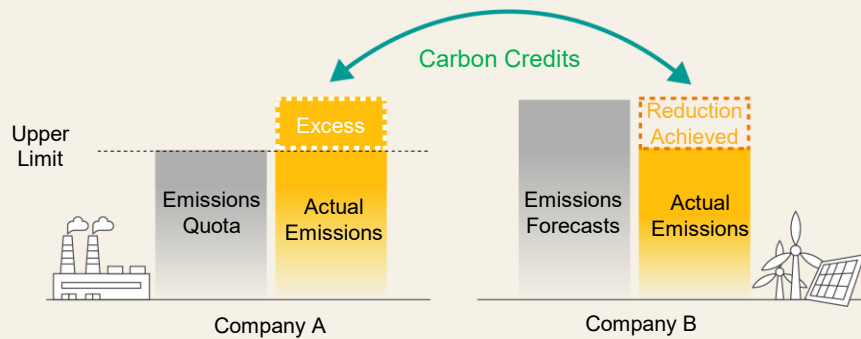 Carbon Credits
Upper
Limit
Excess
Emissions
Quota
Actual
Emissions
Company A
Reduction
Achieved
Emissions
Forecasts
Actual
Emissions
Company B